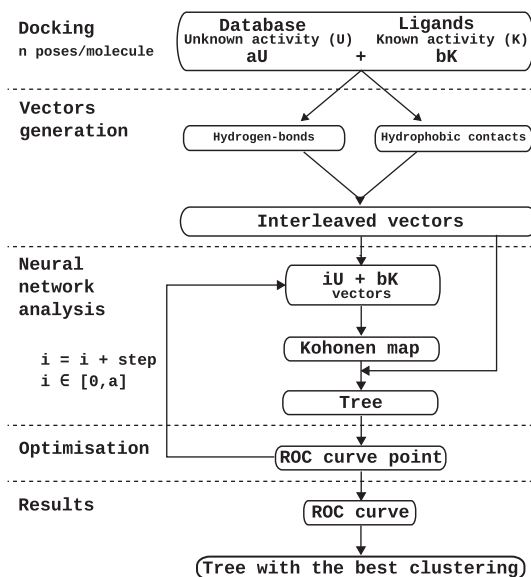 Docking
n poses/molecule
Database
Unknown activity (U)
aU
+
Ligands
Known activity (K)
bK
Vectors
generation
Hydrogen-bonds
Hydrophobic contacts
Interleaved vectors
Neural
network
analysis
iU + bK
vectors
i = i + step
i ∈ [0,a]
Kohonen map
Tree
Optimisation
ROC curve point
Results
ROC curve
Tree with the best clustering